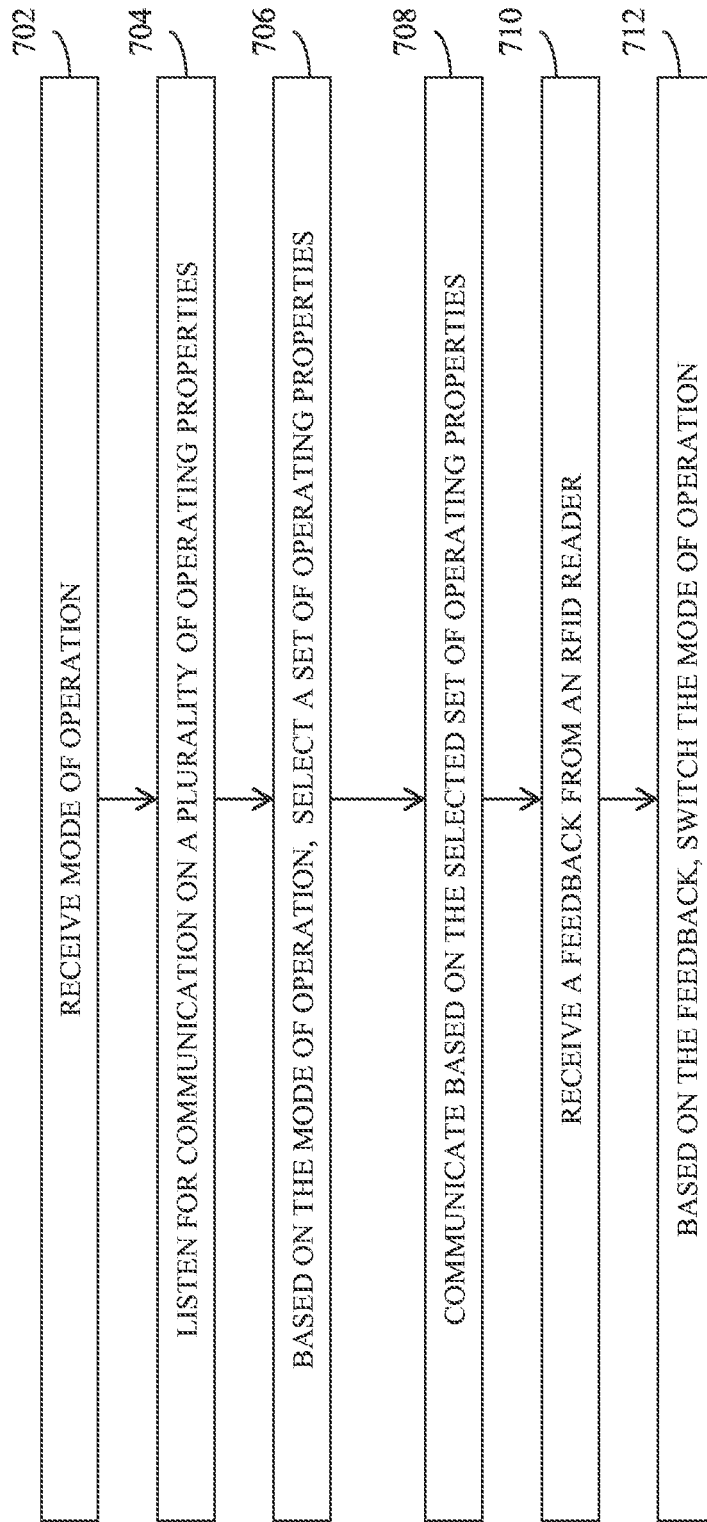 702
RECEIVE MODE OF OPERATION
704
LISTEN FOR COMMUNICATION ON A PLURALITY OF OPERATING PROPERTIES
706
BASED ON THE MODE OF OPERATION, SELECT A SET OF OPERATING PROPERTIES
708
COMMUNICATE BASED ON THE SELECTED SET OF OPERATING PROPERTIES
710
RECEIVE A FEEDBACK FROM AN RFID READER
712
BASED ON THE FEEDBACK, SWITCH THE MODE OF OPERATION